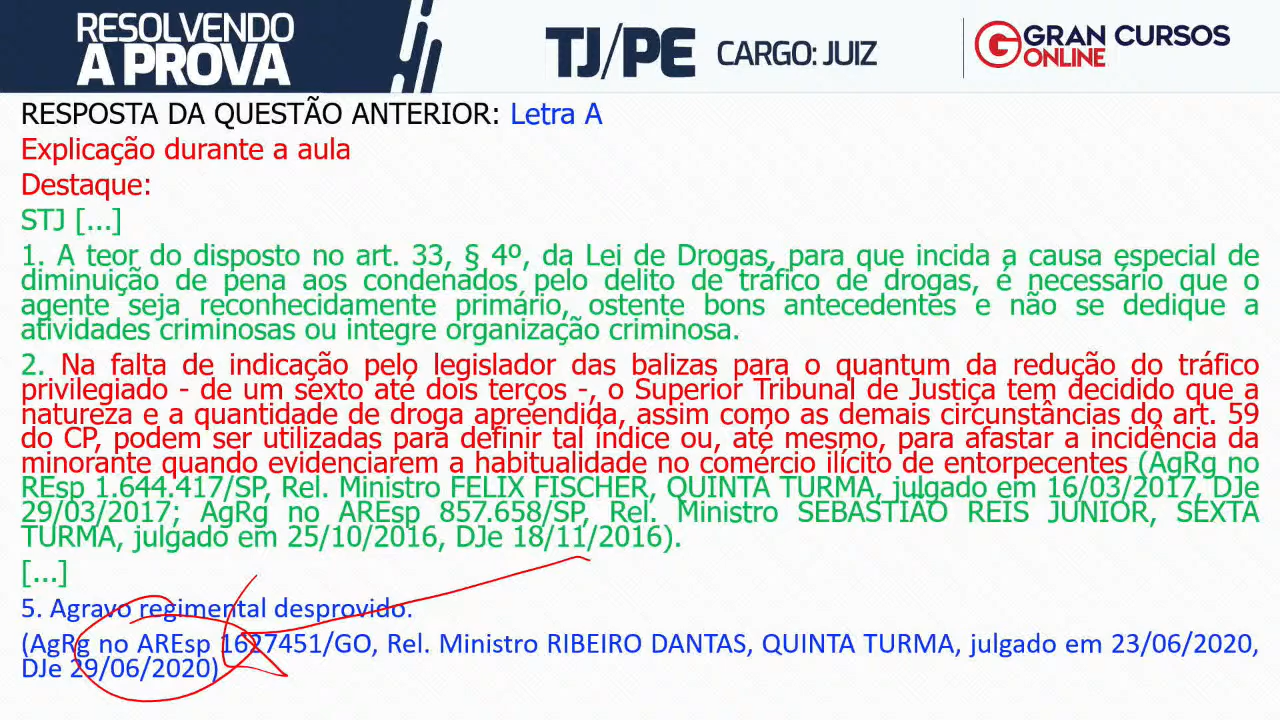 RESOLVENDO
A PROVA
TJ/PE CARGO: JUIZ
G GRAN CURSOS
ONLINE
RESPOSTA DA QUESTÃO ANTERIOR: Letra A
Explicação durante a aula
Destaque:
STJ [...]
1. A teor do disposto no art. 33, § 4º, da Lei de Drogas, para que incida a causa especial de
diminuição de pena aos condenados pelo delito de tráfico de drogas, é necessário que o
agente seja reconhecidamente primário, ostente bons antecedentes e não se dedique a
atividades criminosas ou integre organização criminosa.
2. Na falta de indicação pelo legislador das balizas para o quantum da redução do tráfico
privilegiado - de um sexto até dois terços -, o Superior Tribunal de Justiça tem decidido que a
natureza e a quantidade de droga apreendida, assim como as demais circunstâncias do art. 59
do CP, podem ser utilizadas para definir tal índice ou, até mesmo, para afastar a incidência da
minorante quando evidenciarem a habitualidade no comércio ilícito de entorpecentes (AgRg no
REsp 1.644.417/SP, Rel. Ministro FELIX FISCHER, QUINTA TURMA, julgado em 16/03/2017, DJe
29/03/2017; AgRg no AREsp 857.658/SP, Rel. Ministro SEBASTIÃO REIS JÚNIOR, SEXTA
TURMA, julgado em 25/10/2016, DJe 18/11/2016).
[...]
5. Agravo regimental desprovido.
(AgRg no AREsp 1627451/GO, Rel. Ministro RIBEIRO DANTAS, QUINTA TURMA, julgado em 23/06/2020,
DJe 29/06/2020)